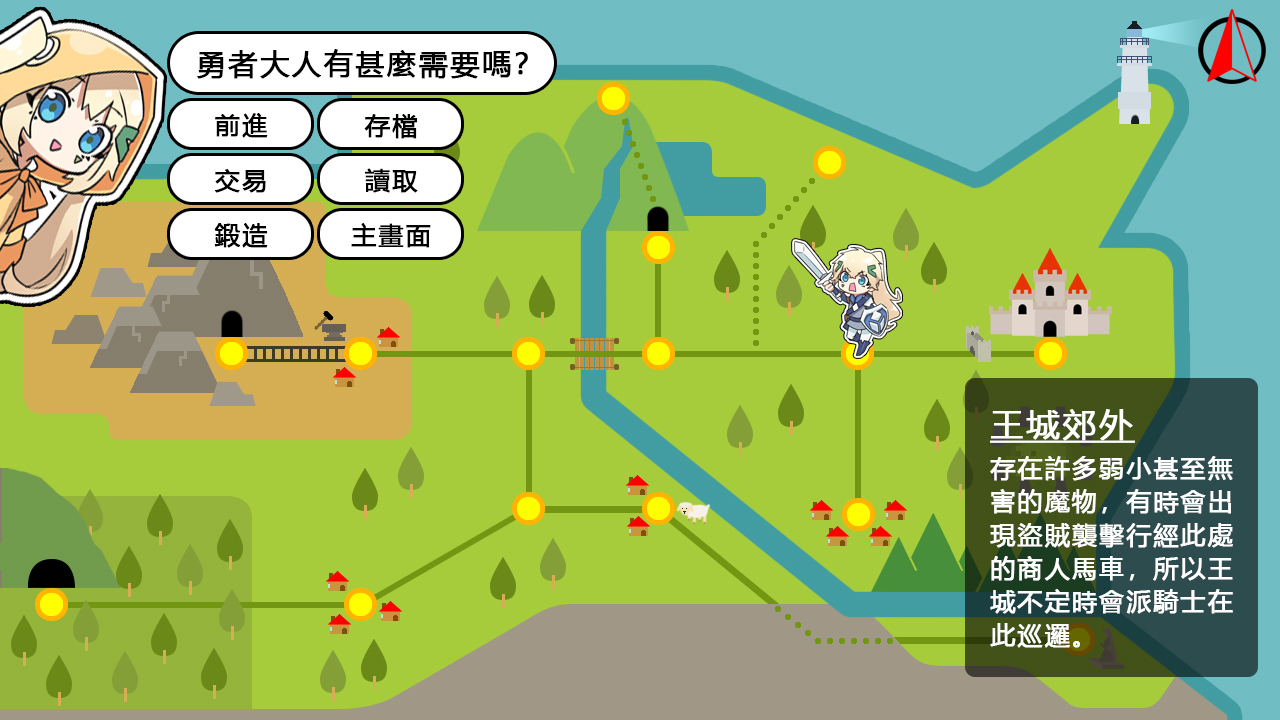 勇者大人有甚麼需要嗎?
前進
存檔
交易
讀取
鍛造
主畫面
王城郊外
存在許多弱小甚至無
害的魔物，有時會出
現盜賊襲擊行經此處
的商人馬車，所以王
城不定時會派騎士在
此巡邏。